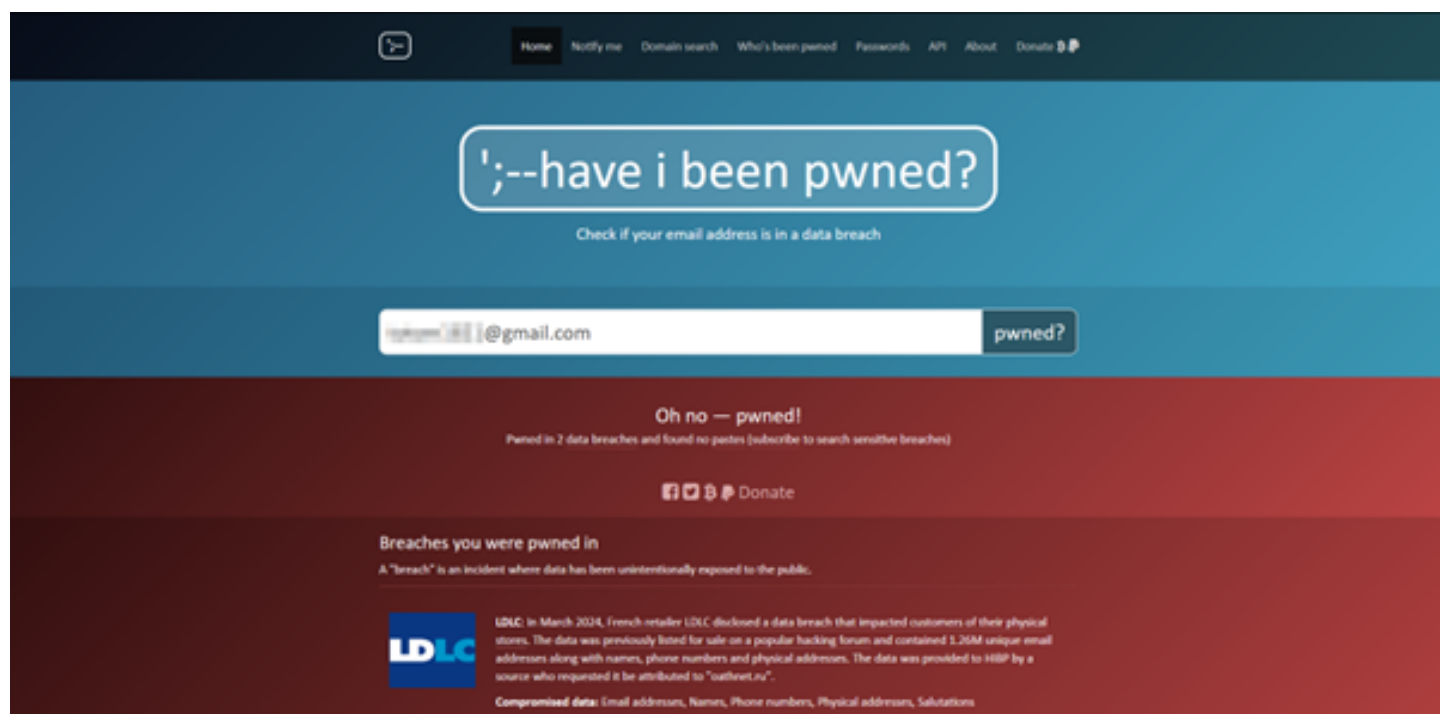 Home Notify me Domain search Who's been pwned Passwords API About Donate
';--have i been pwned?
Check if your email address is in a data breach
@gmail.com pwned?
Oh no — pwned!
Pwned in 2 data breaches and found no pastes (subscribe to search sensitive breaches)
Donate
Breaches you were pwned in
A "breach" is an incident where data has been unintentionally exposed to the public.
LDLC
LDLC: In March 2024, French retailer LDLC disclosed a data breach that impacted customers of their physical
stores. The data was previously listed for sale on a popular hacking forum and contained 1.26M unique email
addresses along with names, phone numbers and physical addresses. The data was provided to HIBP by a
source who requested it be attributed to "oathnet.ru".
Compromised data: Email addresses, Names, Phone numbers, Physical addresses, Salutations